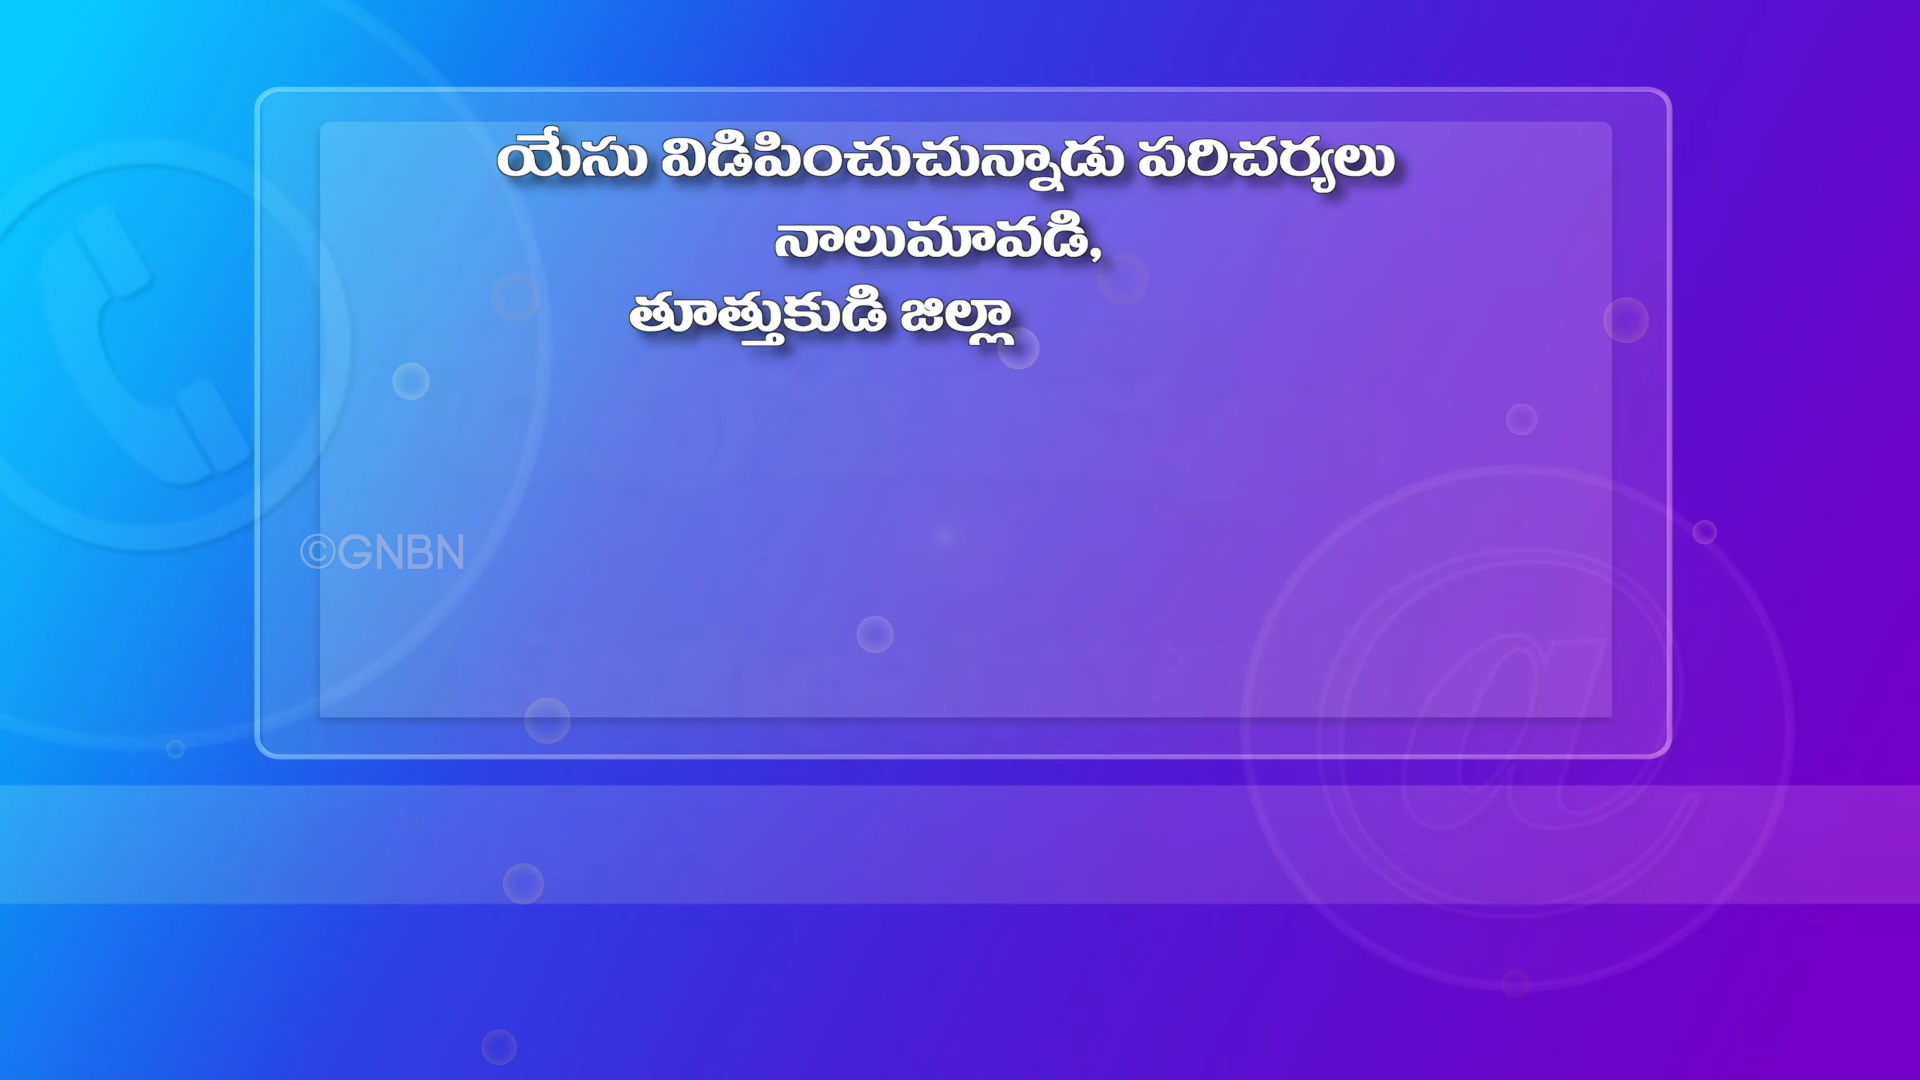 యేసు విడిపించుచున్నాడు పరిచర్యలు
నాలుమావడి,
తూత్తుకుడి జిల్లా
©GNBN